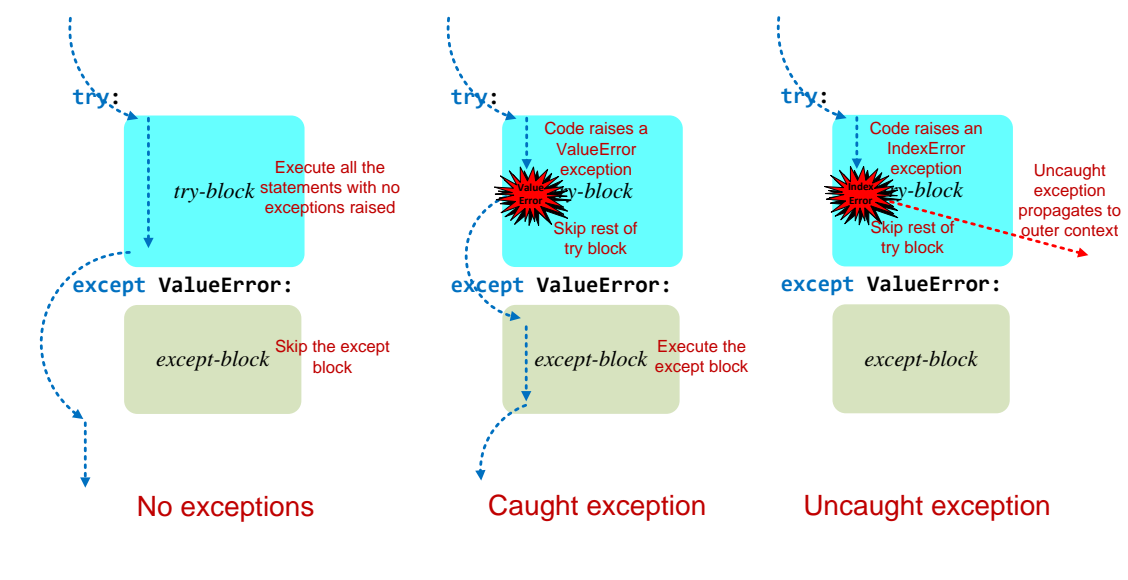 try:
Execute all the
statements with no
exceptions raised
try-block
except ValueError:
except-block
Skip the except
block
No exceptions
try:
Code raises a
ValueError
exception
Value
Error
try-block
Skip rest of
try block
except ValueError:
except-block
Execute the
except block
Caught exception
try:
Code raises an
IndexError
exception
Index
Error
try-block
Skip rest of
try block
Uncaught
exception
propagates to
outer context
except ValueError:
except-block
Uncaught exception